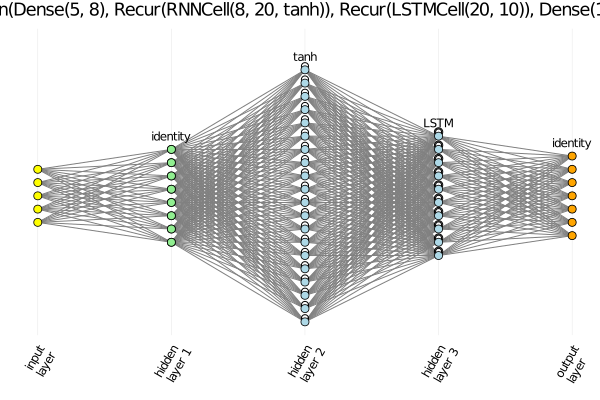 n(Dense(5, 8), Recur(RNNCell(8, 20, tanh)), Recur(LSTMCell(20, 10)), Dense(1
tanh
LSTM
identity
identity
input
layer
hidden
layer 1
hidden
layer 2
hidden
layer 3
output
layer